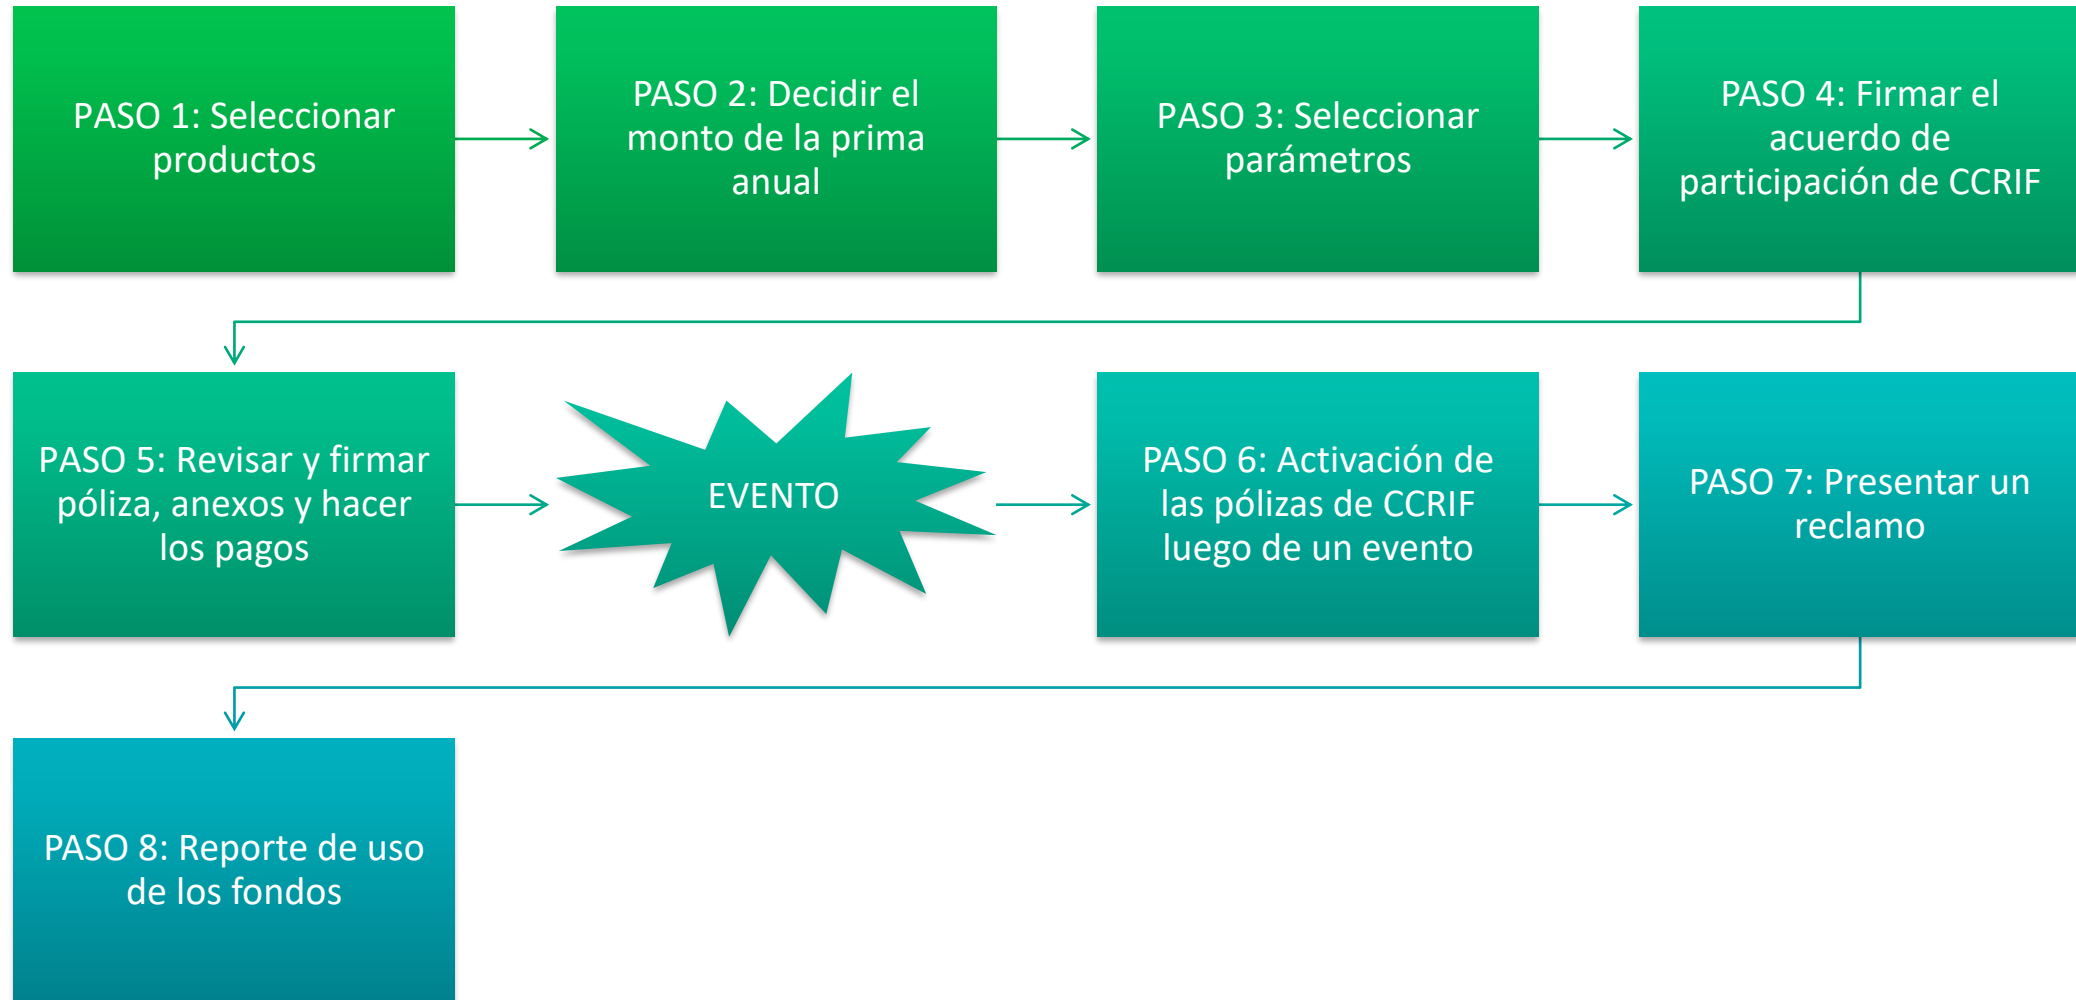 PASO 1: Seleccionar
productos
PASO 2: Decidir el
monto de la prima
anual
PASO 3: Seleccionar
parámetros
PASO 4: Firmar el
acuerdo de
participación de CCRIF
PASO 5: Revisar y firmar
póliza, anexos y hacer
los pagos
EVENTO
PASO 6: Activación de
las pólizas de CCRIF
luego de un evento
PASO 7: Presentar un
reclamo
PASO 8: Reporte de uso
de los fondos